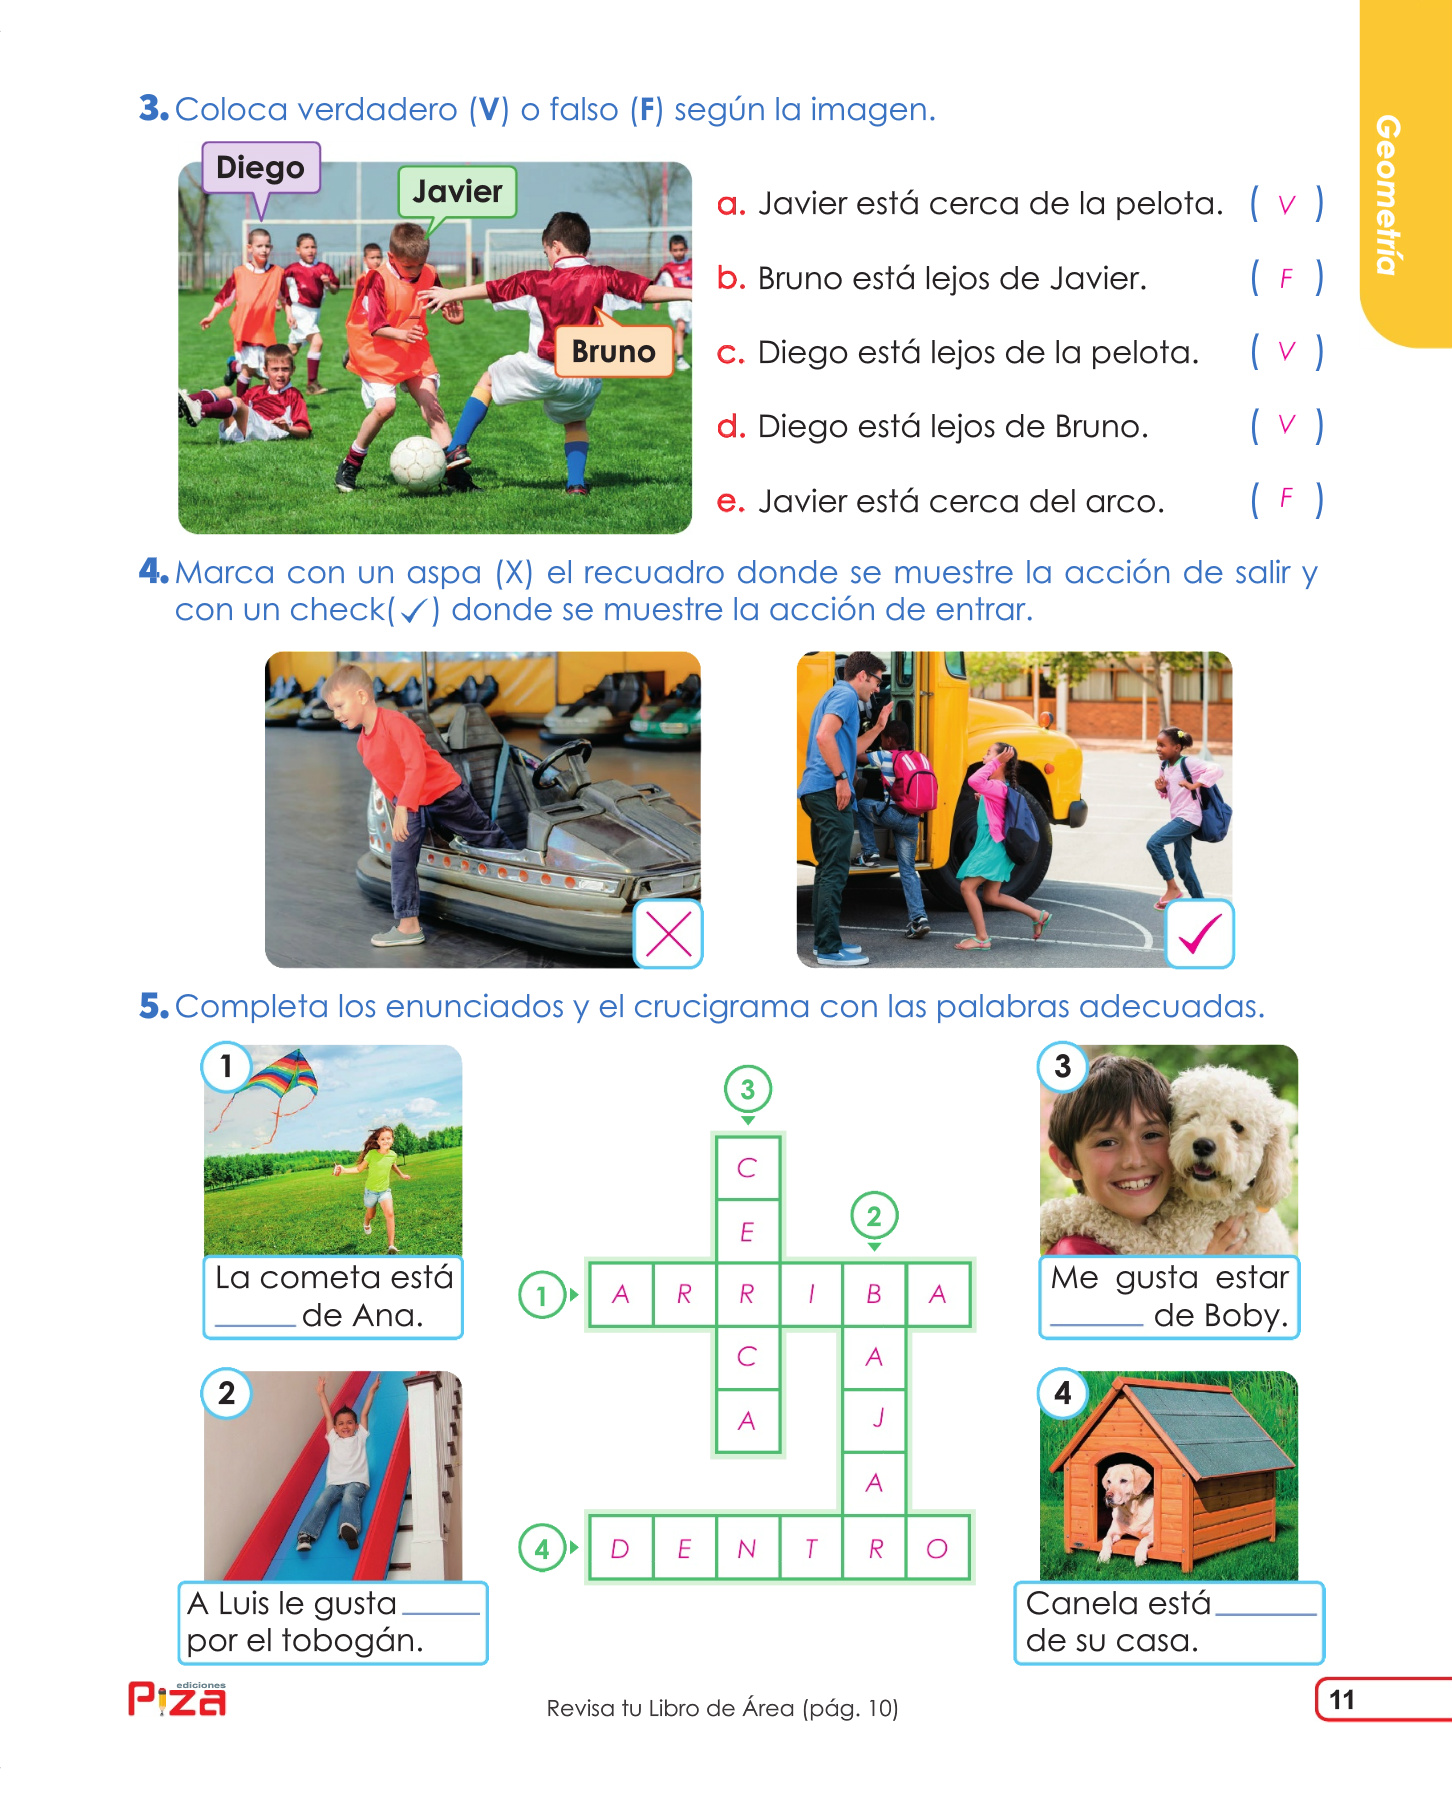 Geometría
3. Coloca verdadero (V) o falso (F) según la imagen.
Diego
Javier
Bruno
a. Javier está cerca de la pelota. ( V )
b. Bruno está lejos de Javier. ( F )
c. Diego está lejos de la pelota. ( V )
d. Diego está lejos de Bruno. ( V )
e. Javier está cerca del arco. ( F )
4. Marca con un aspa (X) el recuadro donde se muestre la acción de salir y
con un check(✓) donde se muestre la acción de entrar.
5. Completa los enunciados y el crucigrama con las palabras adecuadas.
1
La cometa está
______ de Ana.
2
A Luis le gusta ______
por el tobogán.
3
C
E
2
1 A R R I B A
C A
A J
A
4 D E N T R O
3
Me gusta estar
______ de Boby.
4
Canela está ______
de su casa.
ediciones
Piza
Revisa tu Libro de Área (pág. 10)
11